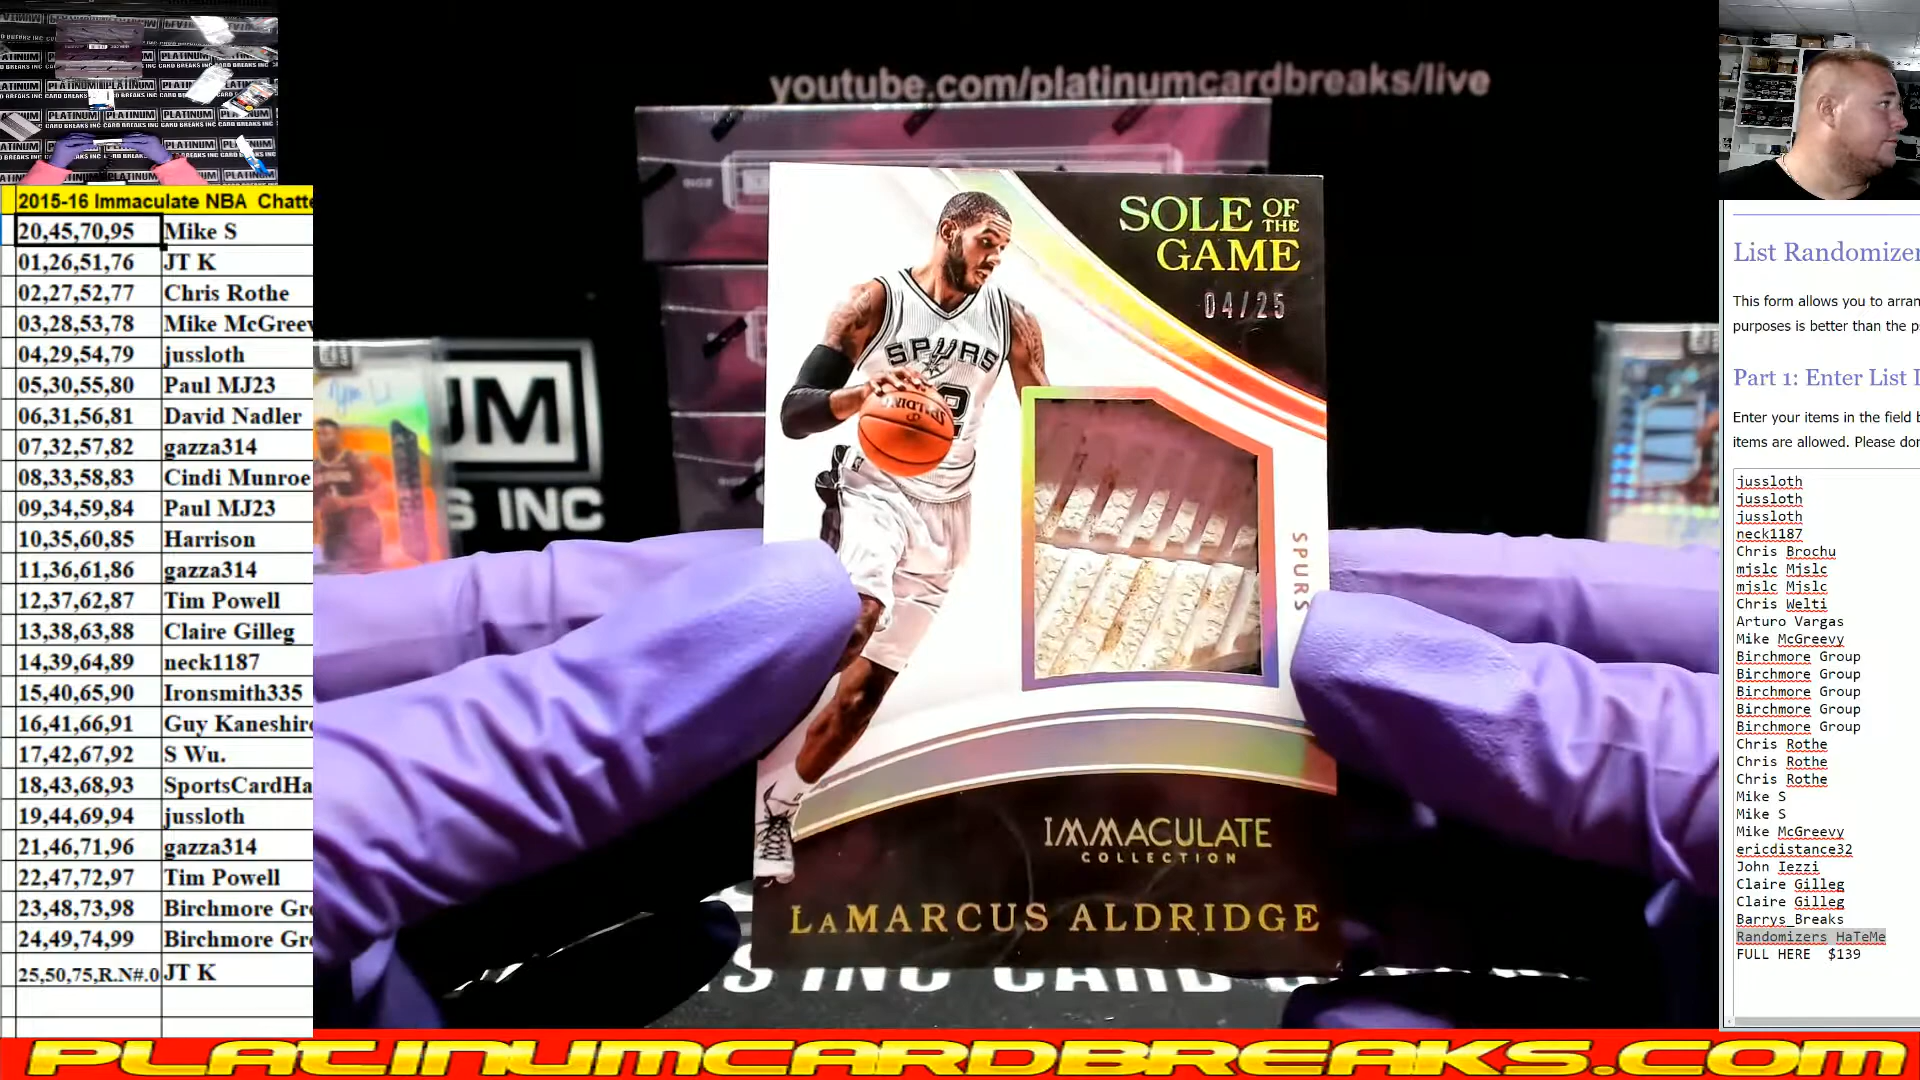 youtube.com/platinumcardbreaks/live
2015-16 Immaculate NBA Chatte
20,45,70,95 Mike S
01,26,51,76 JT K
02,27,52,77 Chris Rothe
03,28,53,78 Mike McGreev
04,29,54,79 jussloth
05,30,55,80 Paul MJ23
06,31,56,81 David Nadler
07,32,57,82 gazza314
08,33,58,83 Cindi Munroe
09,34,59,84 Paul MJ23
10,35,60,85 Harrison
11,36,61,86 gazza314
12,37,62,87 Tim Powell
13,38,63,88 Claire Gilleg
14,39,64,89 neck1187
15,40,65,90 Ironsmith335
16,41,66,91 Guy Kaneshiro
17,42,67,92 S Wu.
18,43,68,93 SportsCardHa
19,44,69,94 jussloth
21,46,71,96 gazza314
22,47,72,97 Tim Powell
23,48,73,98 Birchmore Gr
24,49,74,99 Birchmore Gr
25,50,75,R.N#.0 JT K
SOLE OF THE
GAME
04/25
SPURS
SPALDING
SPURS
IMMACULATE
COLLECTION
LaMARCUS ALDRIDGE
UM
S INC
S INC CARD
List Randomizer
This form allows you to arran
purposes is better than the p
Part 1: Enter List I
Enter your items in the field b
items are allowed. Please don
jussloth
jussloth
jussloth
neck1187
Chris Brochu
mjslc Mjslc
mjslc Mjslc
Chris Welti
Arturo Vargas
Mike McGreevy
Birchmore Group
Birchmore Group
Birchmore Group
Birchmore Group
Birchmore Group
Chris Rothe
Chris Rothe
Chris Rothe
Mike S
Mike S
Mike McGreevy
ericdistance32
John Iezzi
Claire Gilleg
Claire Gilleg
Barrys_Breaks
Randomizers HaTeMe
FULL HERE $139
PLATINUMCARDBREAKS.COM